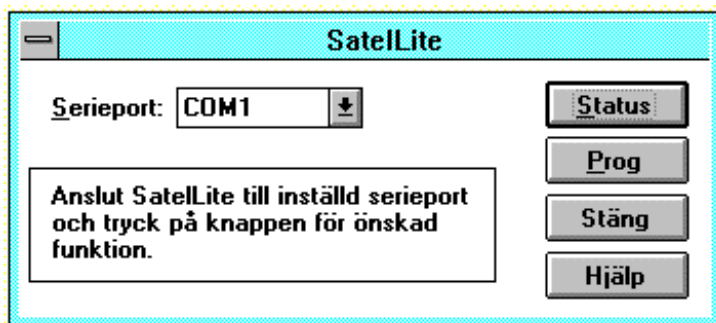 SatelLite
Serieport: COM1
Status
Prog
Anslut SatelLite till inställd serieport
och tryck på knappen för önskad
funktion.
Stäng
Hjälp